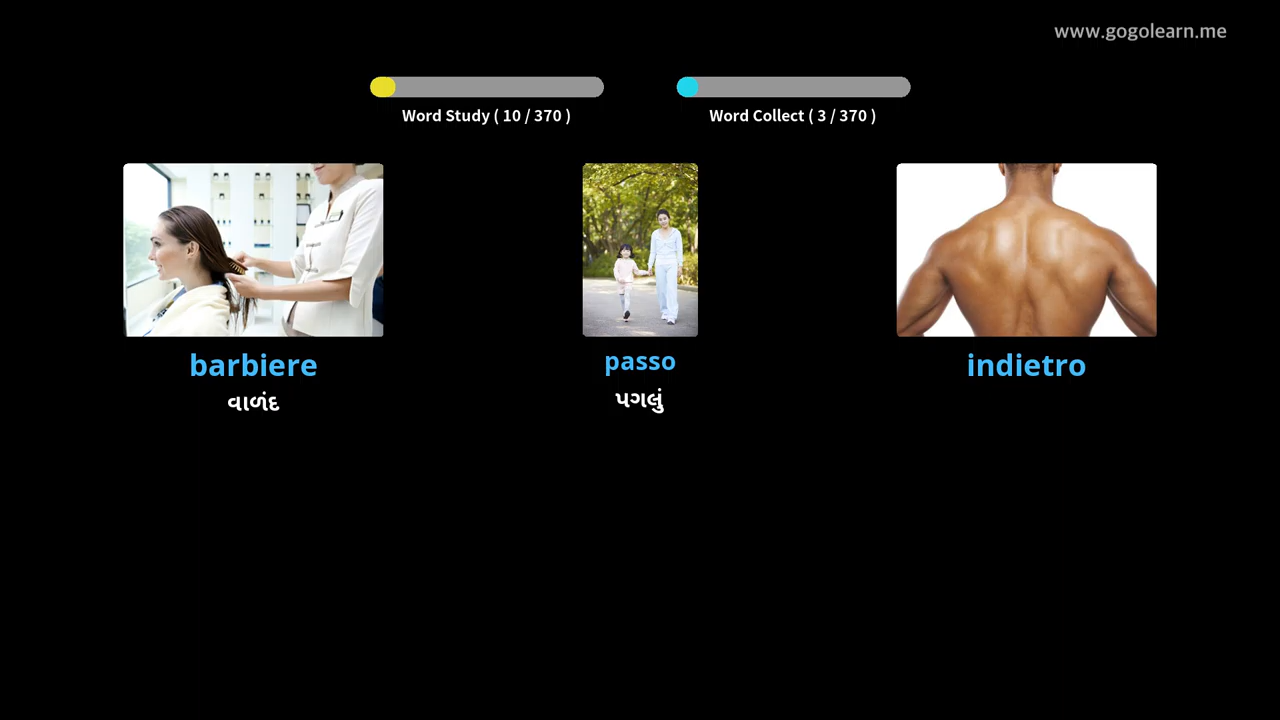 www.gogolearn.me
Word Study ( 10 / 370 )
Word Collect ( 3 / 370 )
barbiere
passo
indietro
વાળંદ
પગલું